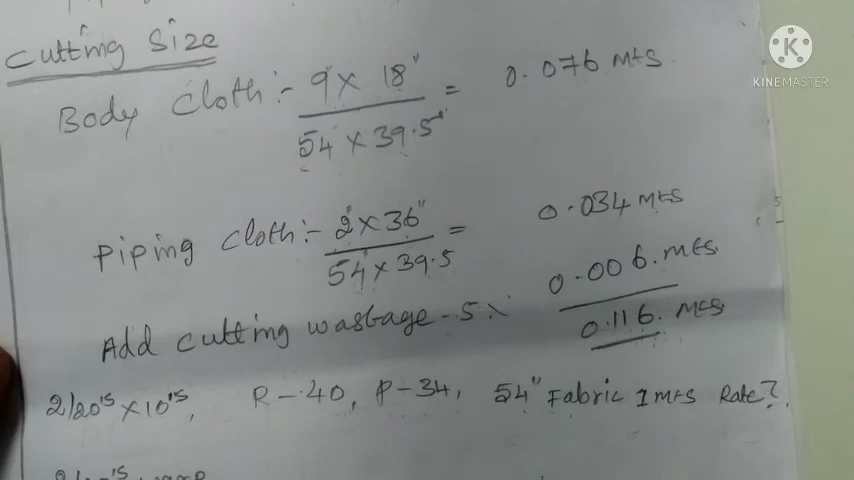 Cutting Size
Body Cloth:- 9 x 18" / 54 x 39.5" = 0.076 Mts
Piping Cloth:- 2" x 36" / 54" x 39.5 = 0.034 Mts
Add Cutting wastage - 5% 0.006. mts
0.116. Mts
2/20'S x 10'S, R - 40, P - 34, 54" Fabric 1 Mts Rate?
KINEMASTER